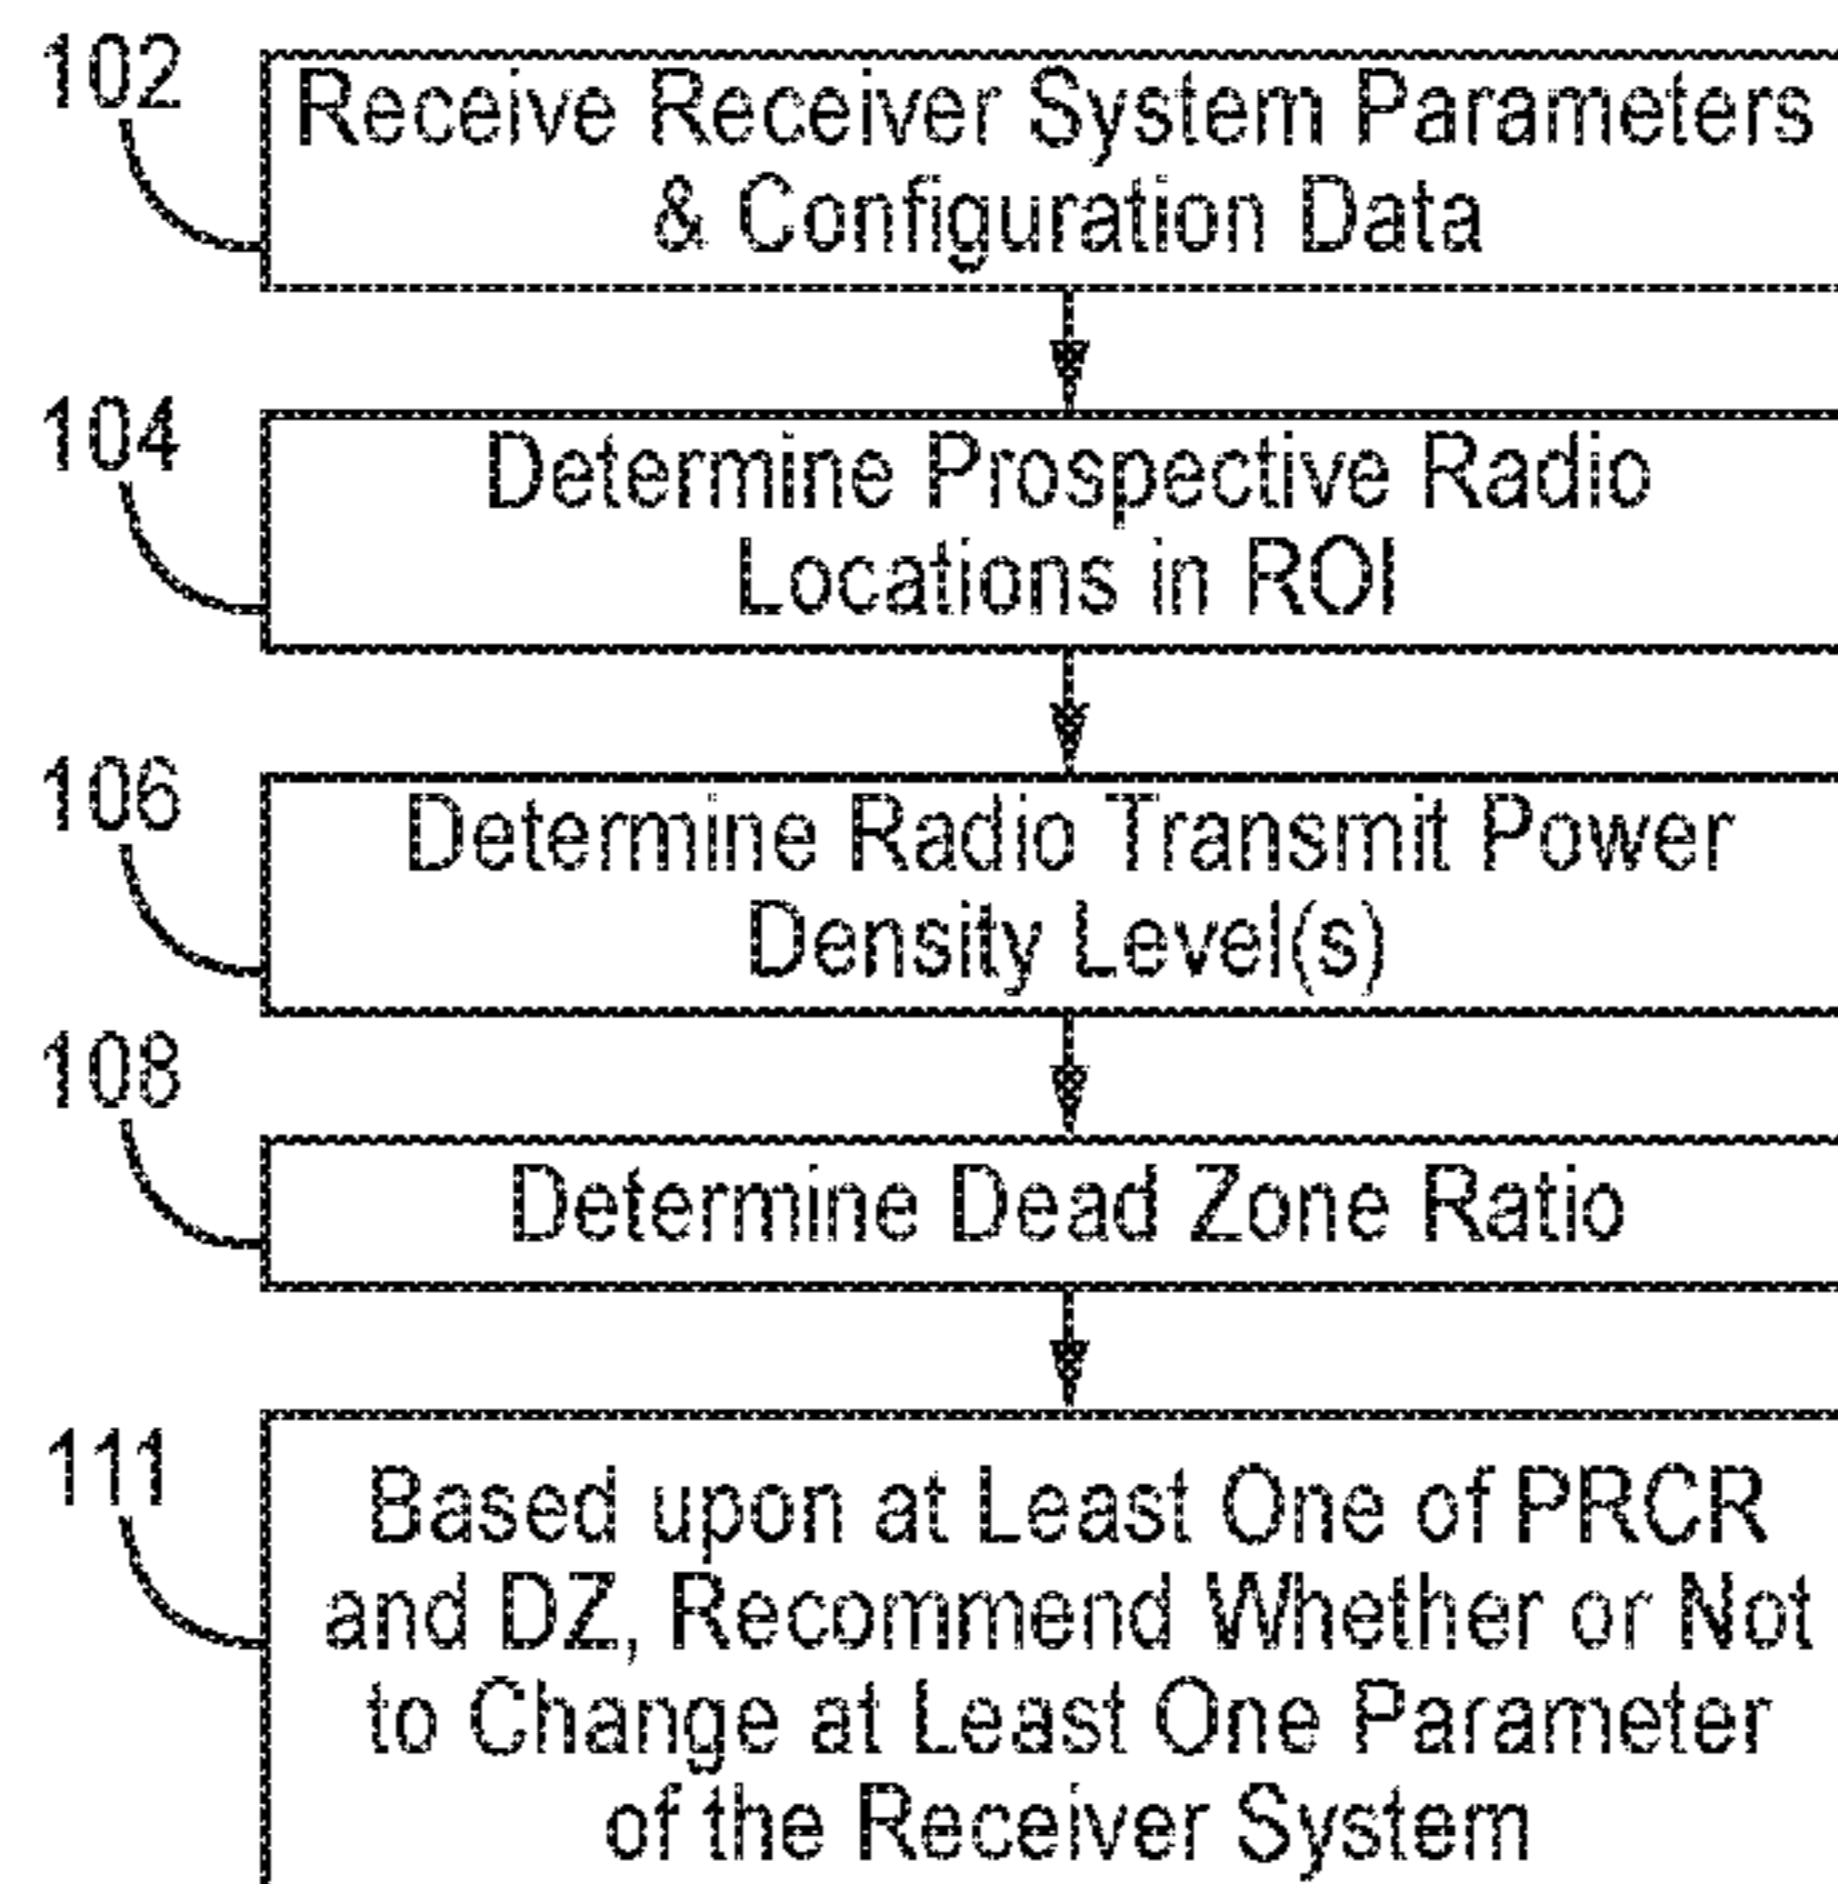 102
Receive Receiver System Parameters
& Configuration Data
104
Determine Prospective Radio
Locations in ROI
106
Determine Radio Transmit Power
Density Level(s)
108
Determine Dead Zone Ratio
111
Based upon at Least One of PRCR
and DZ, Recommend Whether or Not
to Change at Least One Parameter
of the Receiver System